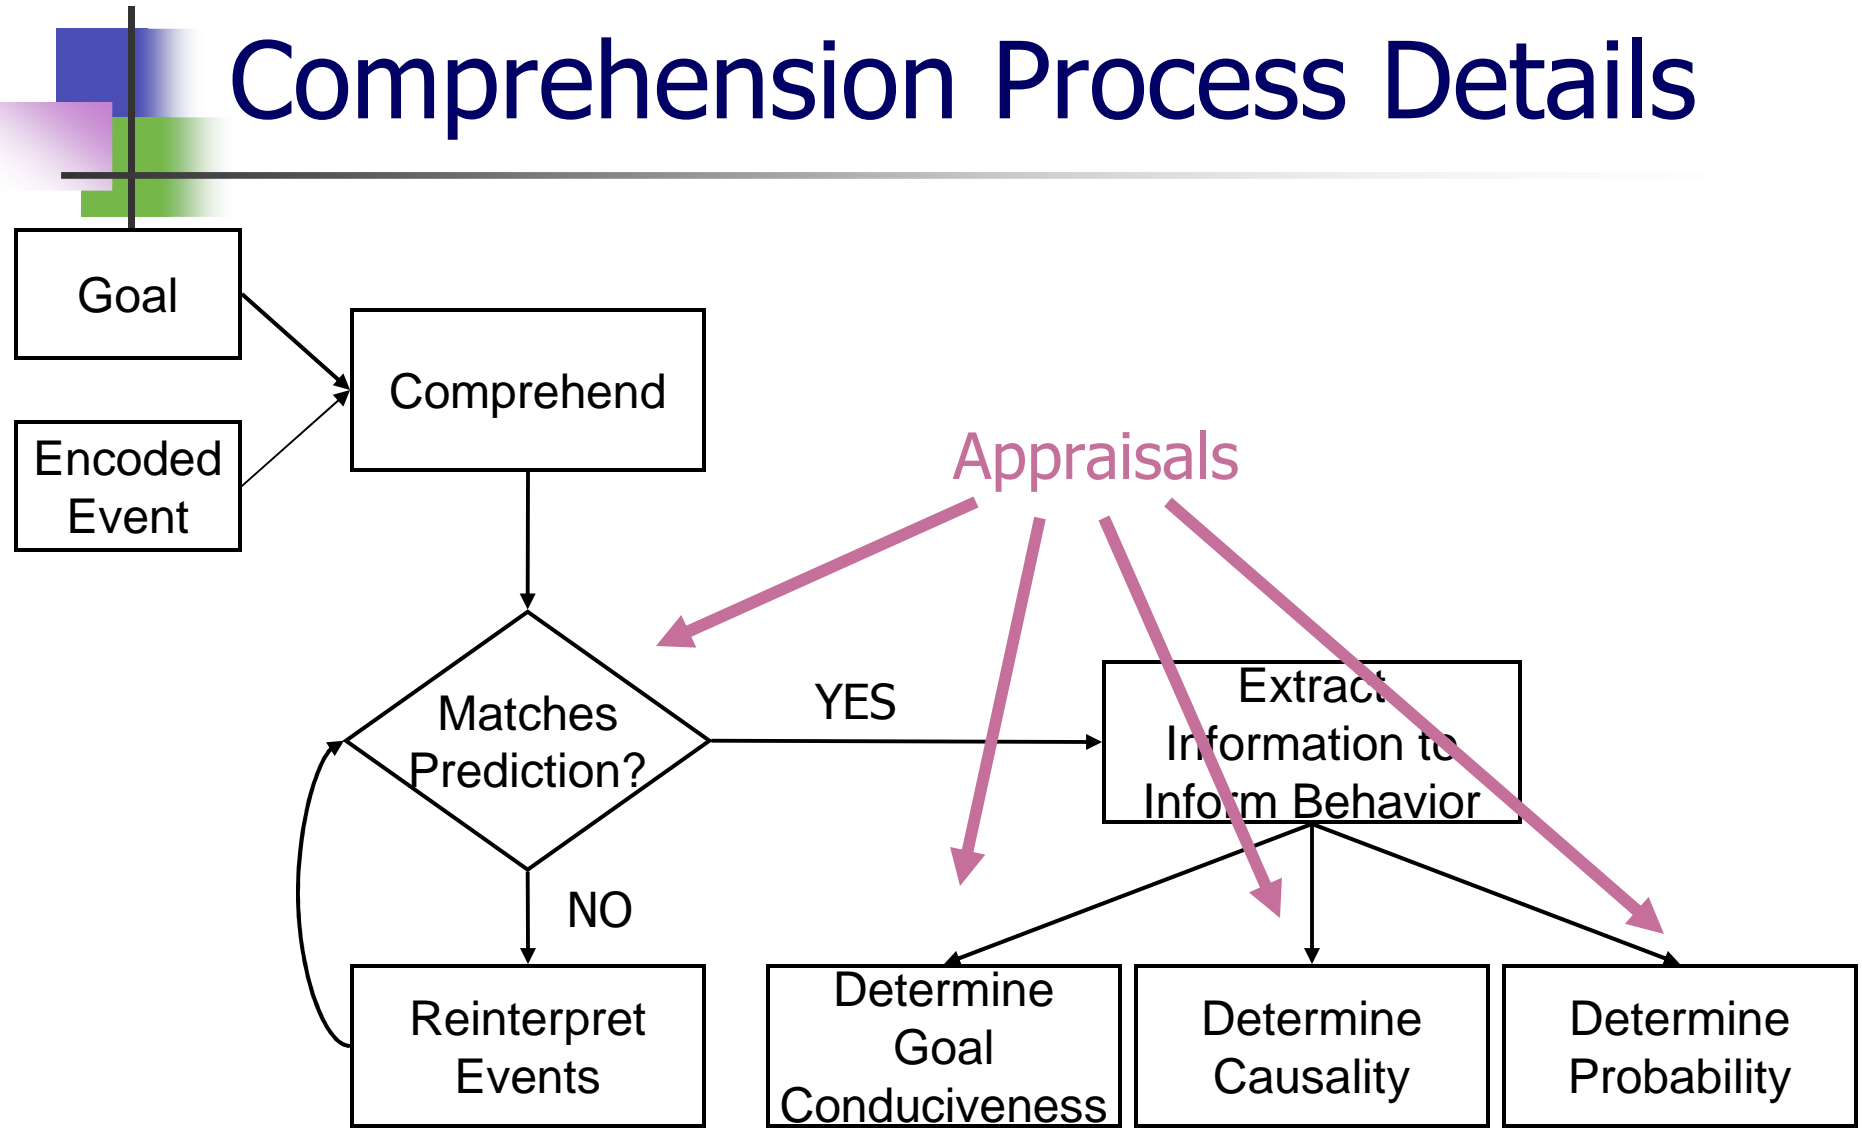 Comprehension Process Details
Goal
Comprehend
Encoded
Event
Appraisals
Matches
Prediction?
YES
Extract
Information to
Inform Behavior
NO
Reinterpret
Events
Determine
Goal
Conduciveness
Determine
Causality
Determine
Probability